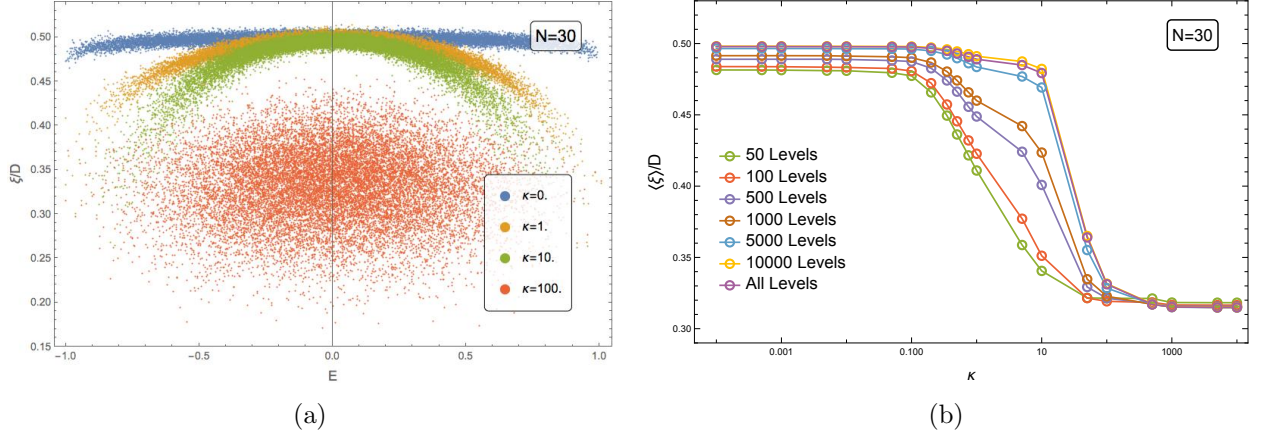 N=30
0.50
0.45
0.40
0.35
0.30
0.25
0.20
0.15
ξ/D
κ=0.
κ=1.
κ=10.
κ=100.
-1.0 -0.5 0.0 0.5 1.0
E
(a)
N=30
0.50
0.45
0.40
0.35
0.30
⟨ξ⟩/D
50 Levels
100 Levels
500 Levels
1000 Levels
5000 Levels
10000 Levels
All Levels
0.001 0.100 10 1000
κ
(b)